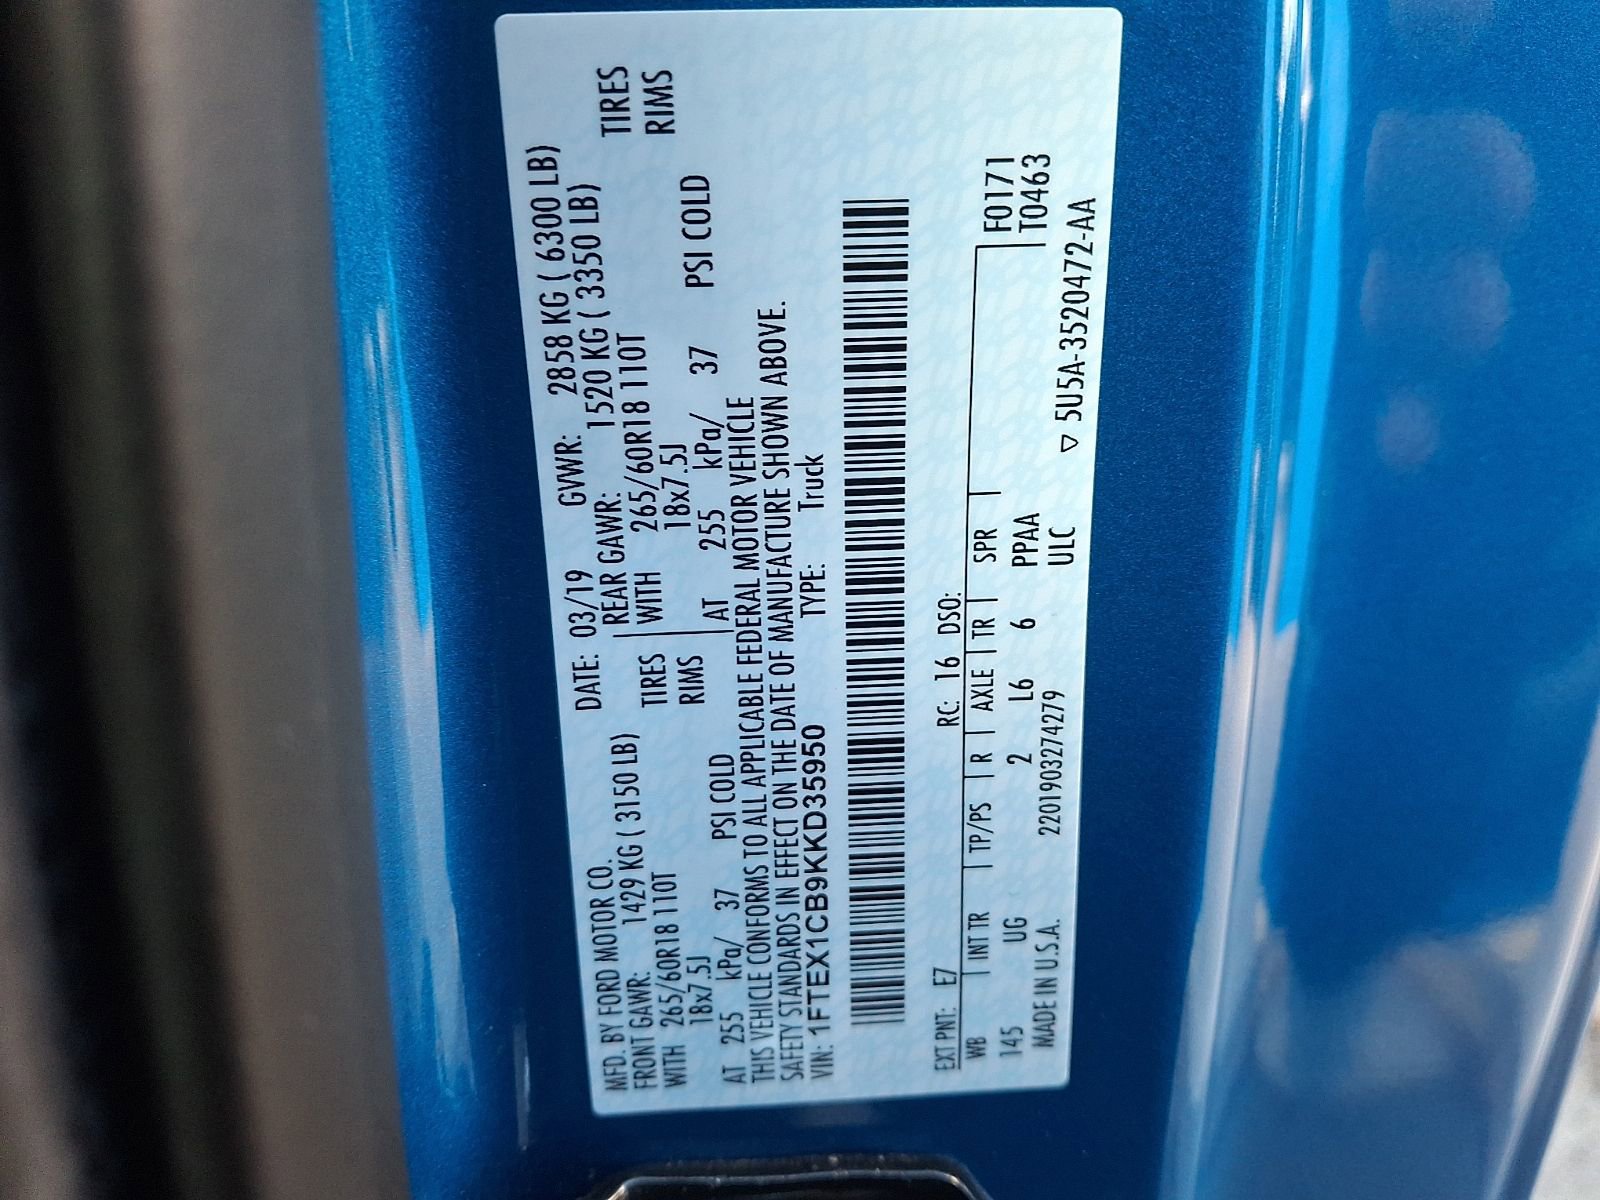 MFD. BY FORD MOTOR CO. DATE: 03/19 GVWR: 2858 KG ( 6300 LB)
FRONT GAWR: 1429 KG ( 3150 LB) REAR GAWR: 1520 KG ( 3350 LB)
WITH 265/60R18 110T TIRES WITH 265/60R18 110T TIRES
18x7.5J RIMS 18x7.5J RIMS
AT 255 kPa/ 37 PSI COLD AT 255 kPa/ 37 PSI COLD
THIS VEHICLE CONFORMS TO ALL APPLICABLE FEDERAL MOTOR VEHICLE
SAFETY STANDARDS IN EFFECT ON THE DATE OF MANUFACTURE SHOWN ABOVE.
VIN: 1FTEX1CB9KKD35950 TYPE: Truck
EXT PNT: E7 RC: 16 DSO:
WB INT TR TP/PS R AXLE TR SPR F0171
145 UG 2 L6 6 PPAA T0463
MADE IN U.S.A. 2201903274279 ULC ▽ 5U5A-3520472-AA